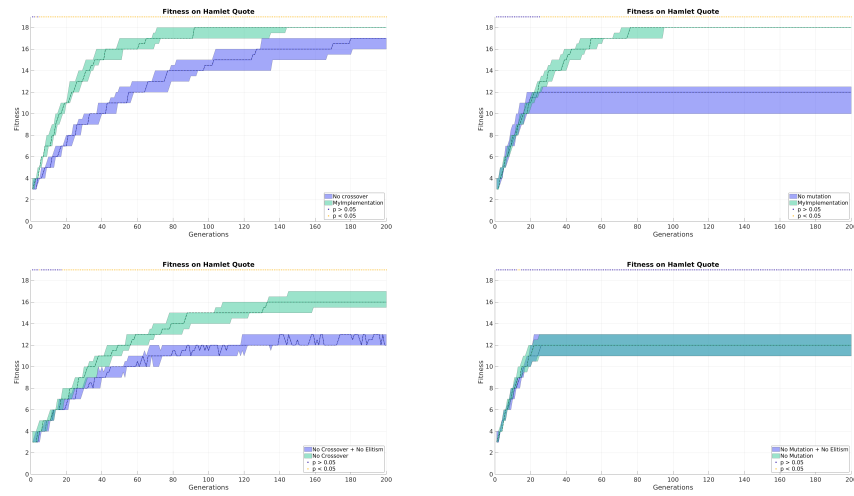 Fitness on Hamlet Quote
Fitness
18
16
14
12
10
8
6
4
2
0
0 20 40 60 80 100 120 140 160 180 200
Generations
No crossover
MyImplementation
p > 0.05
p < 0.05
Fitness on Hamlet Quote
Fitness
18
16
14
12
10
8
6
4
2
0
0 20 40 60 80 100 120 140 160 180 200
Generations
No mutation
MyImplementation
p > 0.05
p < 0.05
Fitness on Hamlet Quote
Fitness
18
16
14
12
10
8
6
4
2
0
0 20 40 60 80 100 120 140 160 180 200
Generations
No Crossover + No Elitism
No Crossover
p > 0.05
p < 0.05
Fitness on Hamlet Quote
Fitness
18
16
14
12
10
8
6
4
2
0
0 20 40 60 80 100 120 140 160 180 200
Generations
No Mutation + No Elitism
No Mutation
p > 0.05
p < 0.05